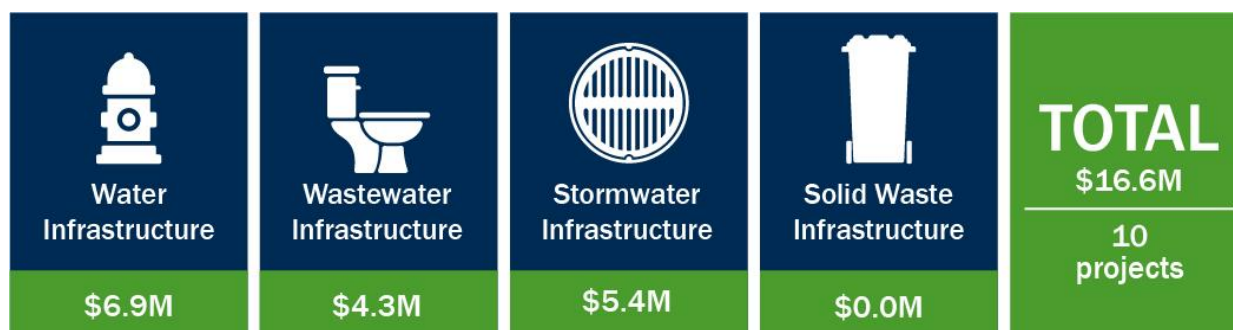 Water
Infrastructure
$6.9M
Wastewater
Infrastructure
$4.3M
Stormwater
Infrastructure
$5.4M
Solid Waste
Infrastructure
$0.0M
TOTAL
$16.6M
10
projects